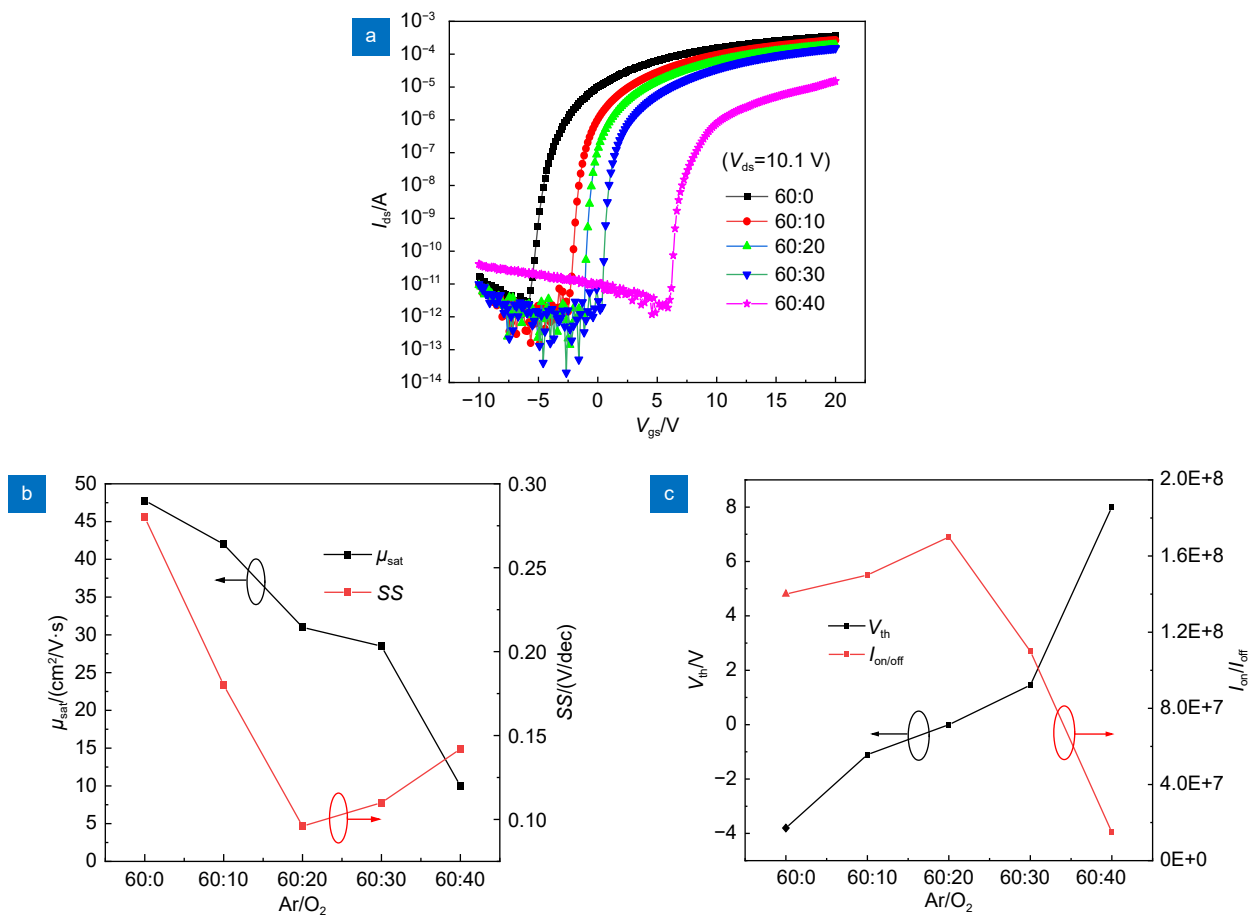 a
10⁻³
10⁻⁴
10⁻⁵
10⁻⁶
10⁻⁷
10⁻⁸
10⁻⁹
10⁻¹⁰
10⁻¹¹
10⁻¹²
10⁻¹³
10⁻¹⁴
I_ds/A
(V_ds=10.1 V)
60:0
60:10
60:20
60:30
60:40
−10 −5 0 5 10 15 20
V_gs/V
b
50
45
40
35
30
25
20
15
10
5
0
μ_sat/(cm²/V·s)
μ_sat
SS
0.30
0.25
0.20
0.15
0.10
SS/(V/dec)
60:0 60:10 60:20 60:30 60:40
Ar/O₂
c
8
6
4
2
0
−2
−4
V_th/V
V_th
I_on/off
2.0E+8
1.6E+8
1.2E+8
8.0E+7
4.0E+7
0E+0
I_on/I_off
60:0 60:10 60:20 60:30 60:40
Ar/O₂